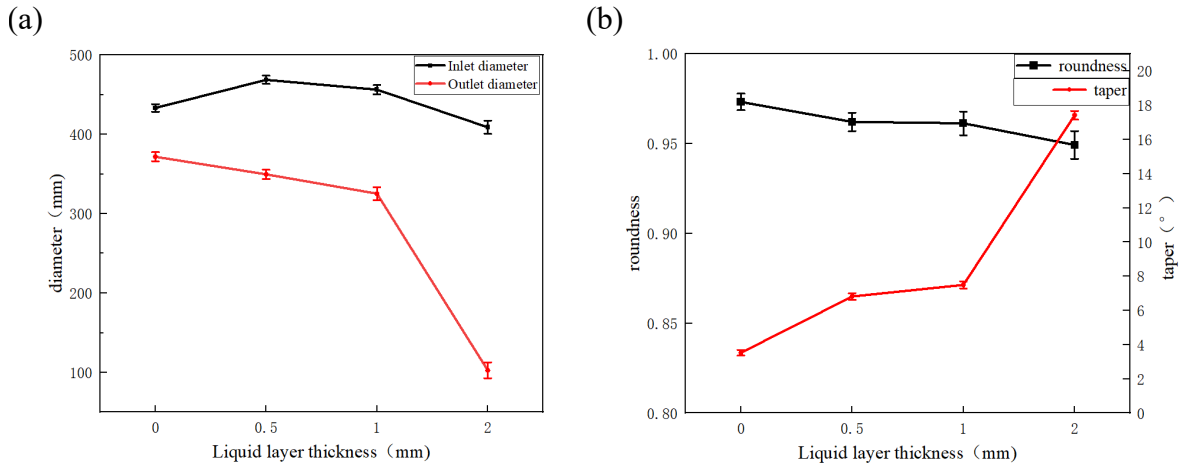 (a)
500
400
300
200
100
diameter（mm)
Inlet diameter
Outlet diameter
0 0.5 1 2
Liquid layer thickness（mm)
(b)
1.00
0.95
0.90
0.85
0.80
roundness
roundness
taper
20
18
16
14
12
10
8
6
4
2
0
taper（°）
0 0.5 1 2
Liquid layer thickness（mm)